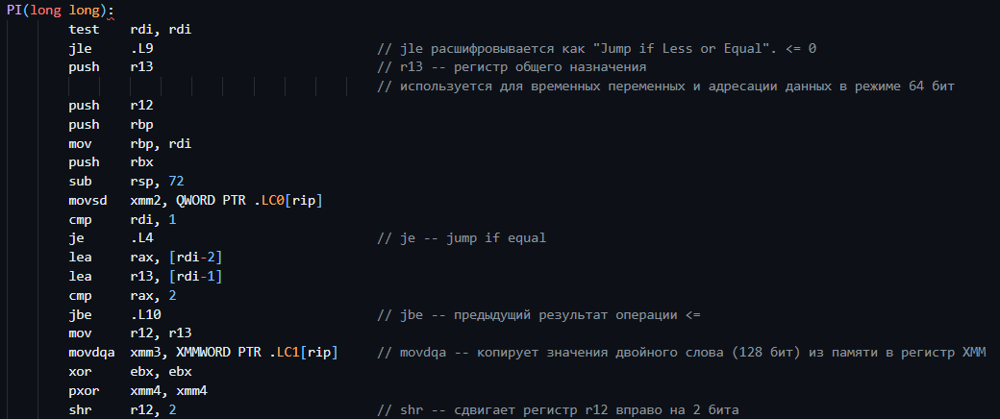 PI(long long):
test rdi, rdi
jle .L9 // jle расшифровывается как "Jump if Less or Equal". <= 0
push r13 // r13 -- регистр общего назначения
// используется для временных переменных и адресации данных в режиме 64 бит
push r12
push rbp
mov rbp, rdi
push rbx
sub rsp, 72
movsd xmm2, QWORD PTR .LC0[rip]
cmp rdi, 1
je .L4 // je -- jump if equal
lea rax, [rdi-2]
lea r13, [rdi-1]
cmp rax, 2
jbe .L10 // jbe -- предыдущий результат операции <=
mov r12, r13
movdqa xmm3, XMMWORD PTR .LC1[rip] // movdqa -- копирует значения двойного слова (128 бит) из памяти в регистр XMM
xor ebx, ebx
pxor xmm4, xmm4
shr r12, 2 // shr -- сдвигает регистр r12 вправо на 2 бита